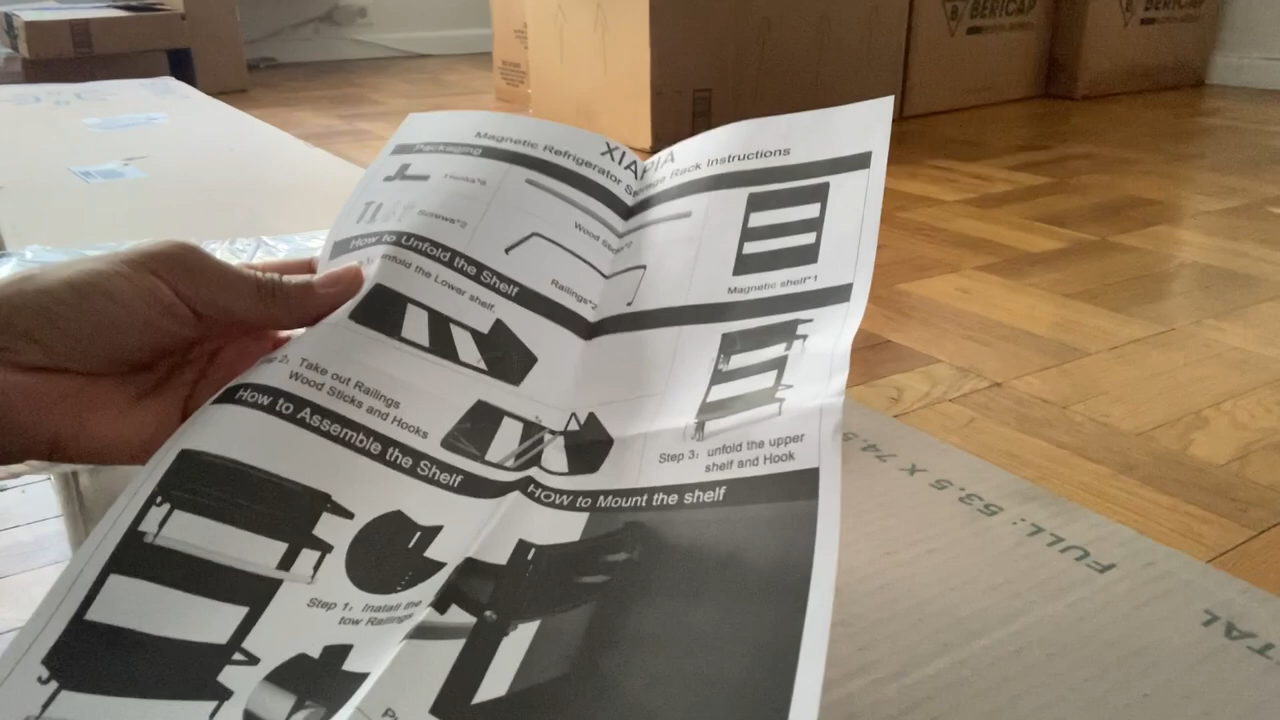 BERICAP
BERICAP
XIAPIA
Magnetic Refrigerator Storage Rack Instructions
Packaging
Hooks*6
Screws*2
Wood Sticks*2
Railings*2
Magnetic shelf*1
How to Unfold the Shelf
unfold the Lower shelf.
2: Take out Railings
Wood Sticks and Hooks
Step 3: unfold the upper
shelf and Hook
How to Assemble the Shelf
HOW to Mount the shelf
Step 1: Inatall the
tow Railings
FULL: 53.5 X 74.5